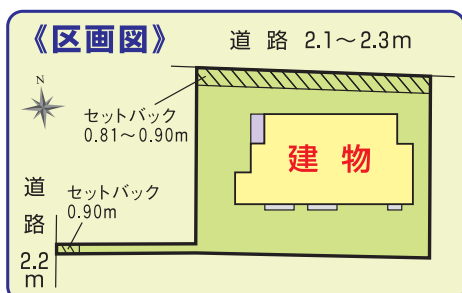 《区画図》
道路 2.1〜2.3m
N
セットバック
0.81〜0.90m
建物
道路
2.2m
セットバック
0.90m